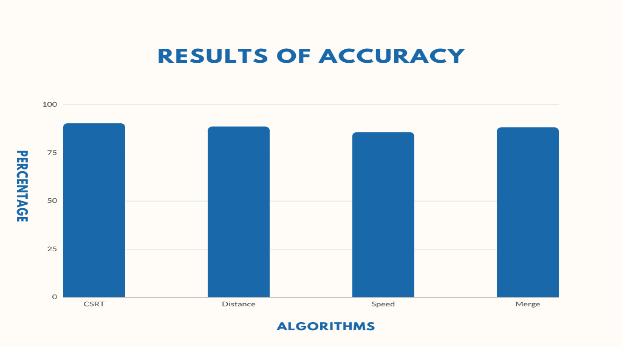 RESULTS OF ACCURACY
100
75
50
25
0
PERCENTAGE
CSRT
Distance
Speed
Merge
ALGORITHMS